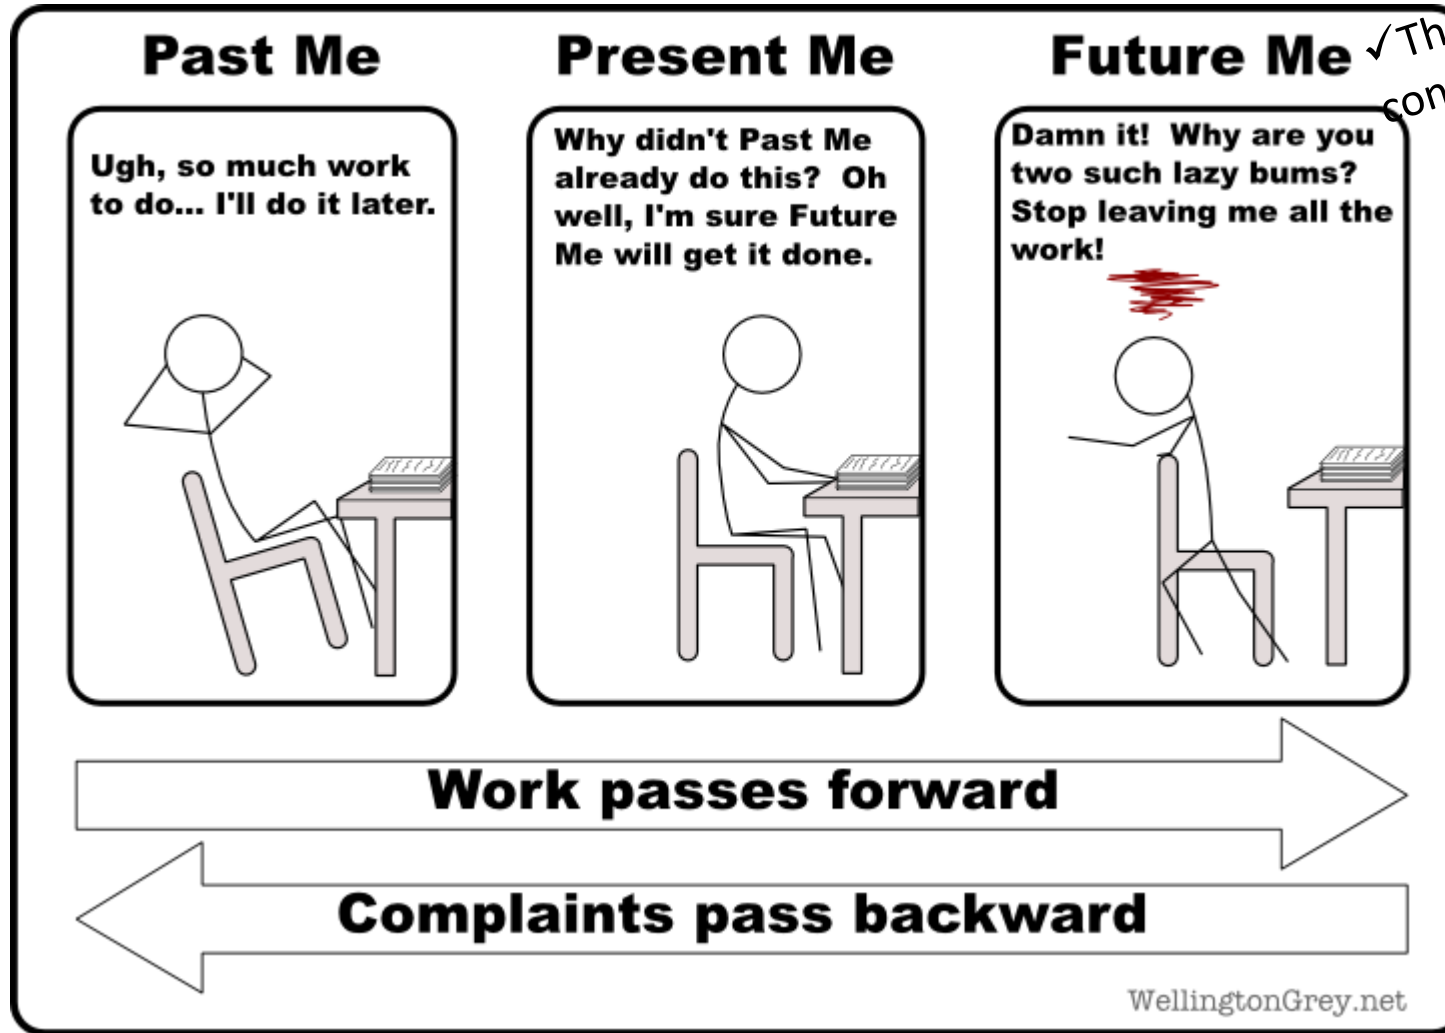 Past Me
Present Me
Future Me
Ugh, so much work
to do... I'll do it later.
Why didn't Past Me
already do this? Oh
well, I'm sure Future
Me will get it done.
Damn it! Why are you
two such lazy bums?
Stop leaving me all the
work!
Work passes forward
Complaints pass backward
WellingtonGrey.net